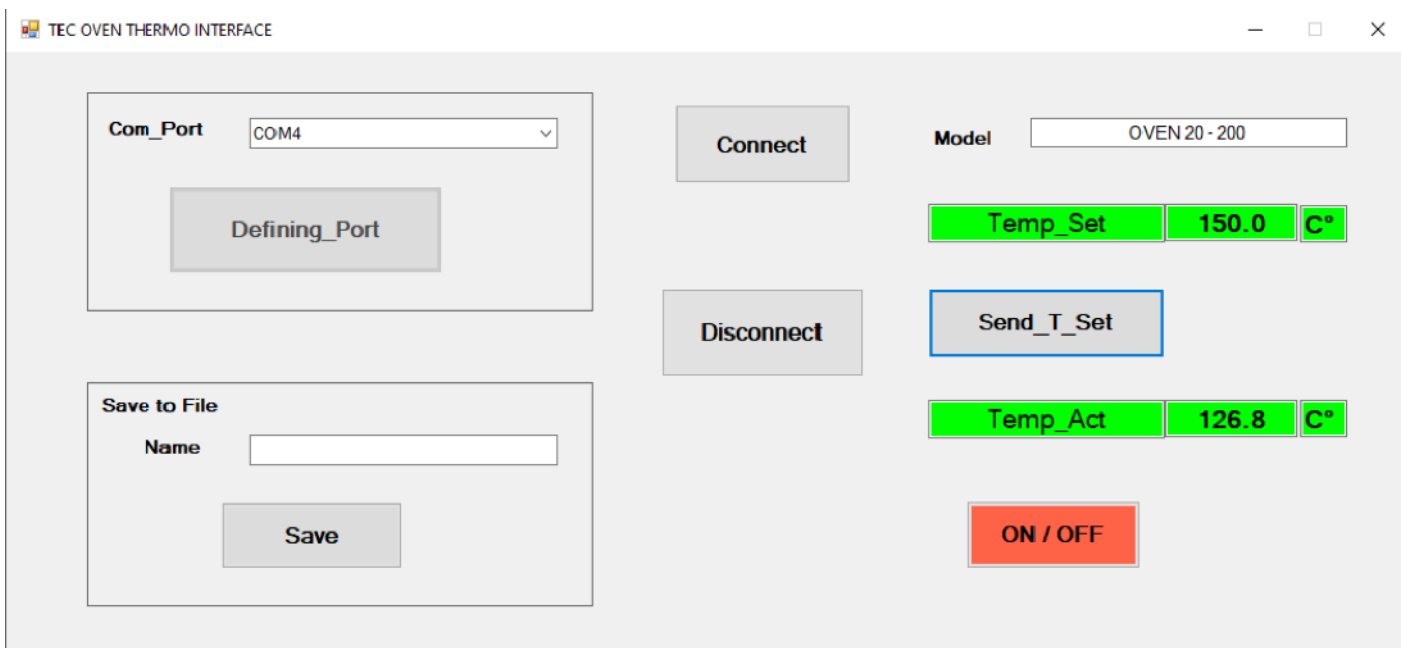 TEC OVEN THERMO INTERFACE
Com_Port COM4
Defining_Port
Save to File
Name
Save
Connect
Disconnect
Model OVEN 20 - 200
Temp_Set 150.0 C°
Send_T_Set
Temp_Act 126.8 C°
ON / OFF